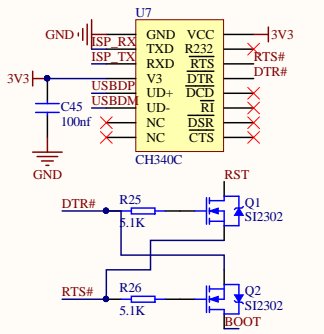 U7
GND GND VCC 3V3
ISP_RX TXD R232
ISP_TX RXD RTS RTS#
3V3 V3 DTR DTR#
USBDP UD+ DCD
USBDM UD- RI
C45 NC DSR
100nf NC CTS
GND CH340C
RST
DTR# R25 Q1
5.1K SI2302
RTS# R26 Q2
5.1K SI2302
BOOT